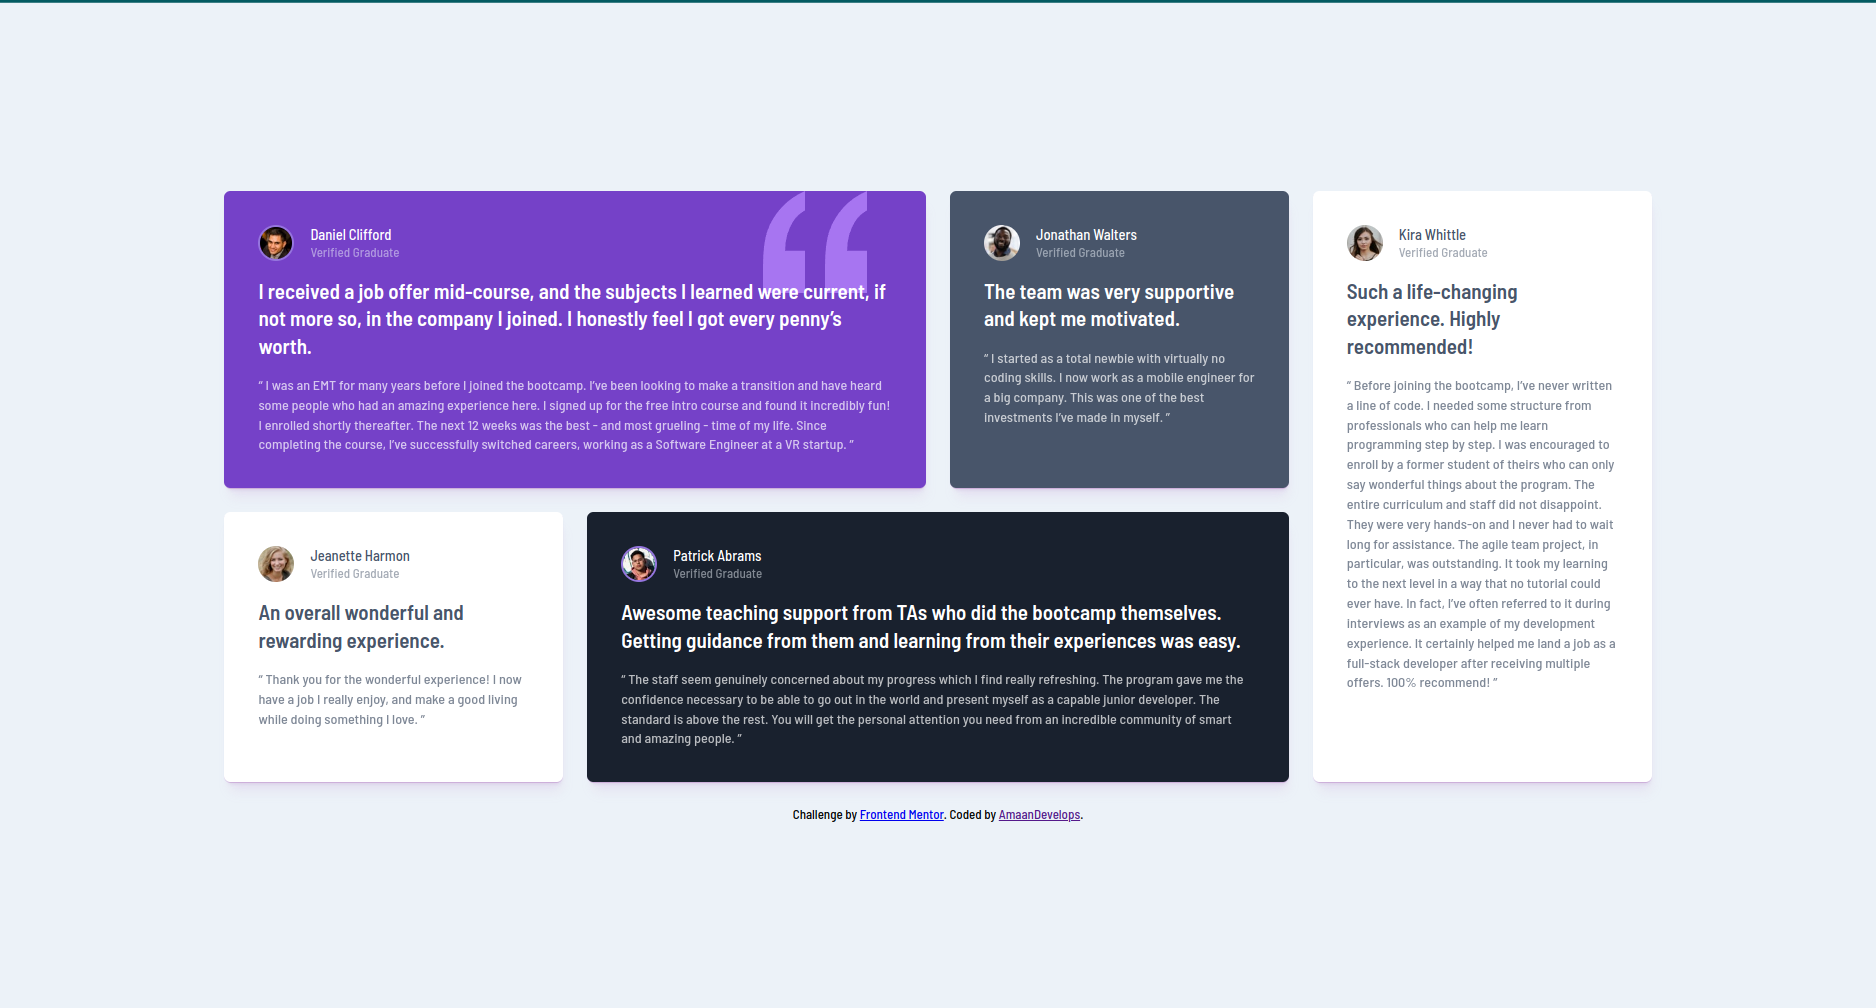 Daniel Clifford
Verified Graduate
I received a job offer mid-course, and the subjects I learned were current, if
not more so, in the company I joined. I honestly feel I got every penny’s
worth.
“ I was an EMT for many years before I joined the bootcamp. I’ve been looking to make a transition and have heard
some people who had an amazing experience here. I signed up for the free intro course and found it incredibly fun!
I enrolled shortly thereafter. The next 12 weeks was the best - and most grueling - time of my life. Since
completing the course, I’ve successfully switched careers, working as a Software Engineer at a VR startup. ”
Jonathan Walters
Verified Graduate
The team was very supportive
and kept me motivated.
“ I started as a total newbie with virtually no
coding skills. I now work as a mobile engineer for
a big company. This was one of the best
investments I’ve made in myself. ”
Kira Whittle
Verified Graduate
Such a life-changing
experience. Highly
recommended!
“ Before joining the bootcamp, I’ve never written
a line of code. I needed some structure from
professionals who can help me learn
programming step by step. I was encouraged to
enroll by a former student of theirs who can only
say wonderful things about the program. The
entire curriculum and staff did not disappoint.
They were very hands-on and I never had to wait
long for assistance. The agile team project, in
particular, was outstanding. It took my learning
to the next level in a way that no tutorial could
ever have. In fact, I’ve often referred to it during
interviews as an example of my development
experience. It certainly helped me land a job as a
full-stack developer after receiving multiple
offers. 100% recommend! ”
Jeanette Harmon
Verified Graduate
An overall wonderful and
rewarding experience.
“ Thank you for the wonderful experience! I now
have a job I really enjoy, and make a good living
while doing something I love. ”
Patrick Abrams
Verified Graduate
Awesome teaching support from TAs who did the bootcamp themselves.
Getting guidance from them and learning from their experiences was easy.
“ The staff seem genuinely concerned about my progress which I find really refreshing. The program gave me the
confidence necessary to be able to go out in the world and present myself as a capable junior developer. The
standard is above the rest. You will get the personal attention you need from an incredible community of smart
and amazing people. ”
Challenge by Frontend Mentor. Coded by AmaanDevelops.